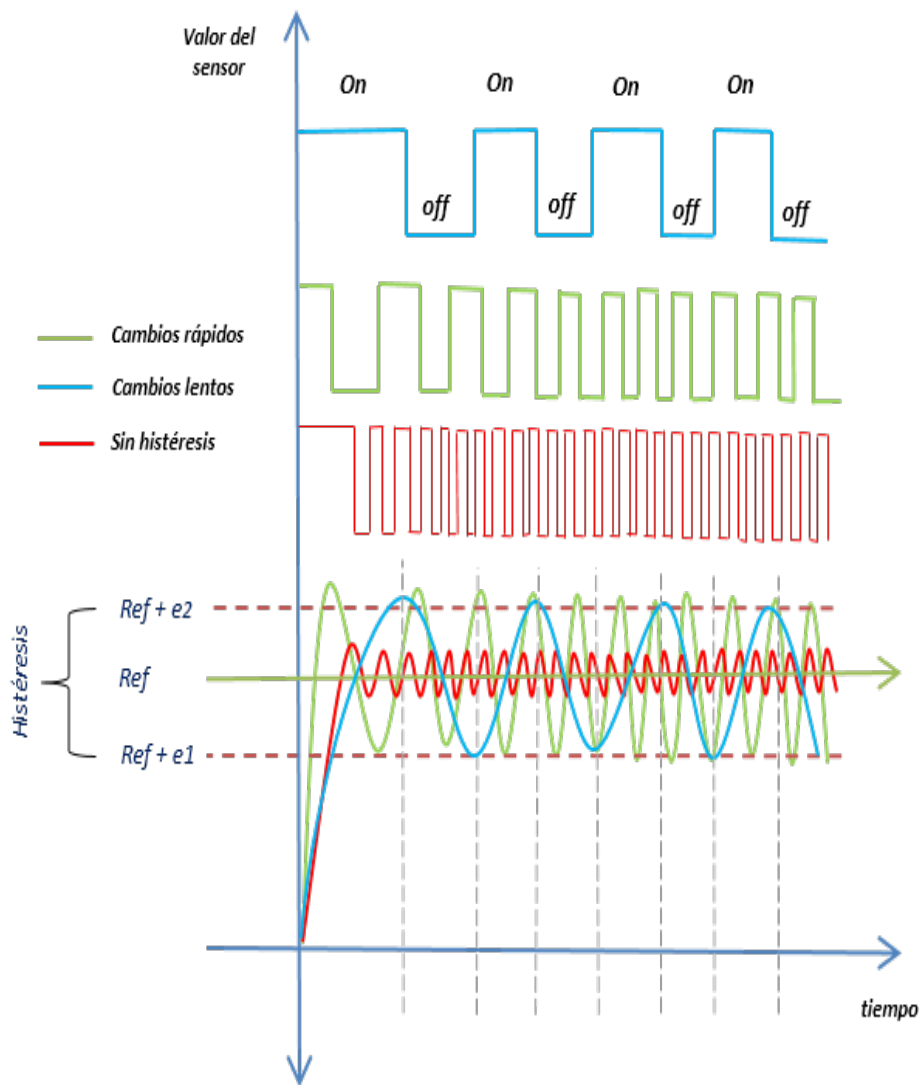 Valor del
sensor
On
On
On
On
off
off
off
off
Cambios rápidos
Cambios lentos
Sin histéresis
Histéresis
Ref + e2
Ref
Ref + e1
tiempo